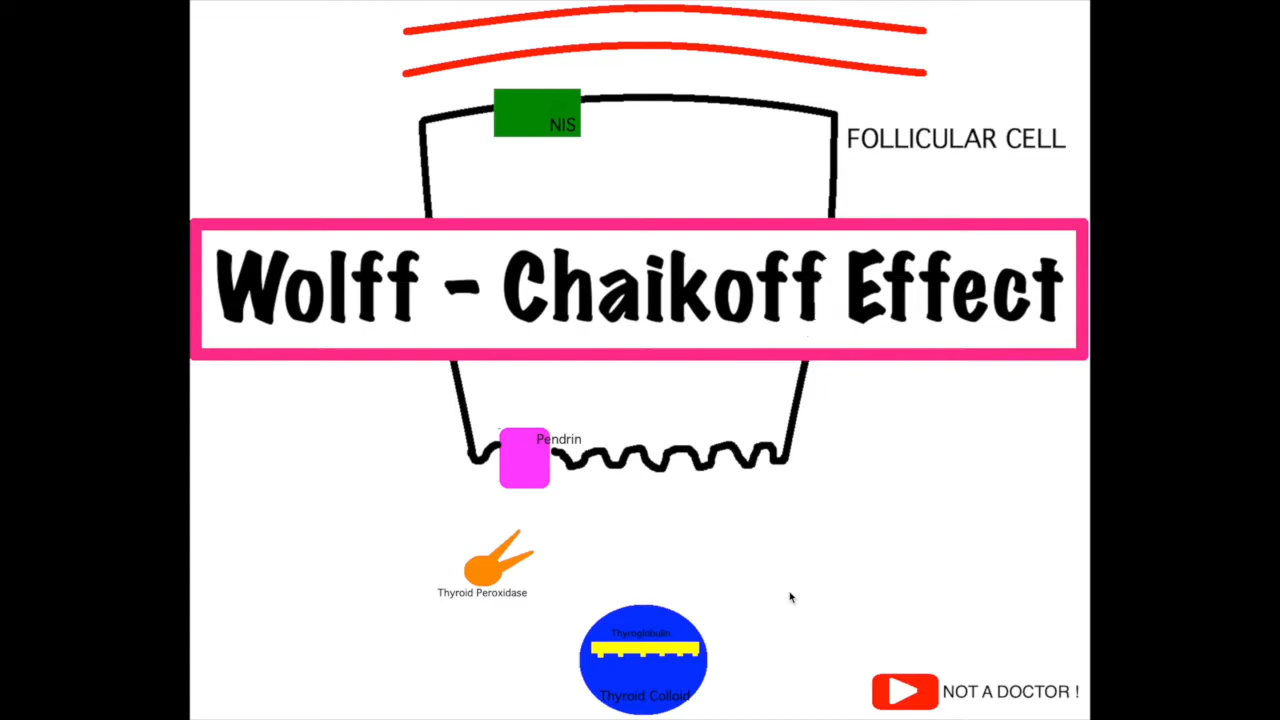 NIS
FOLLICULAR CELL
Wolff - Chaikoff Effect
Pendrin
Thyroid Peroxidase
Thyroglobulin
Thyroid Colloid
NOT A DOCTOR !